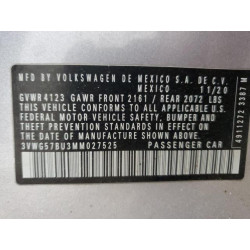 MFD BY VOLKSWAGEN DE MEXICO S.A. DE C.V.
MEXICO 11/20
GVWR4123 GAWR FRONT 2161 / REAR 2072 LBS
THIS VEHICLE CONFORMS TO ALL APPLICABLE U.S.
FEDERAL MOTOR VEHICLE SAFETY, BUMPER AND
THEFT PREVENTION STANDARDS IN EFFECT ON THE
DATE OF MANUFACTURE SHOWN ABOVE.
3VWG57BU3MM027525 PASSENGER CAR
4911272 3387 M